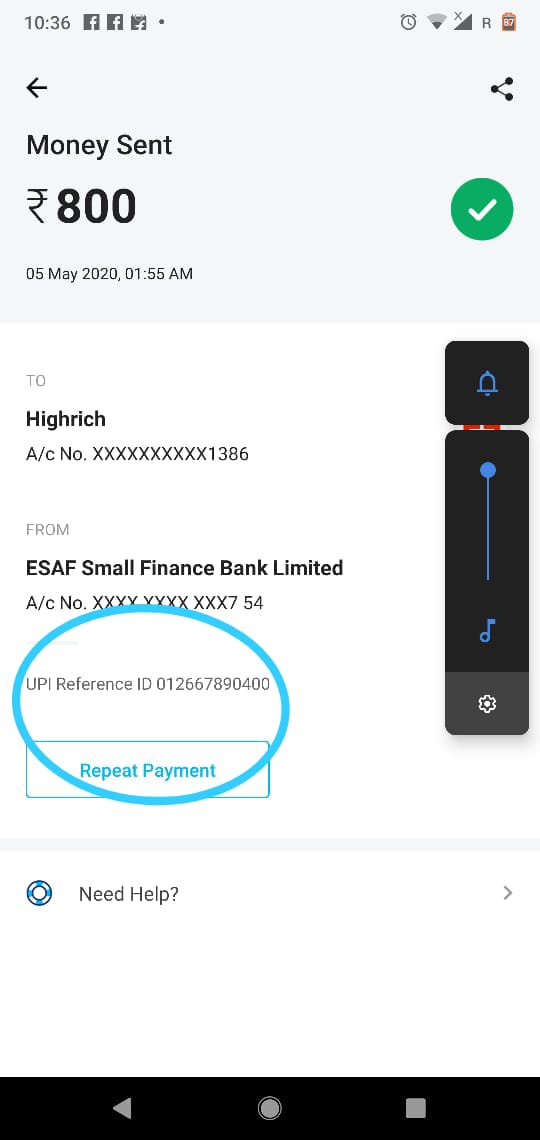 10:36
R
87
Money Sent
₹800
05 May 2020, 01:55 AM
TO
Highrich
A/c No. XXXXXXXXXX1386
FROM
ESAF Small Finance Bank Limited
A/c No. XXXX XXXX XXX7 54
UPI Reference ID 012667890400
Repeat Payment
Need Help?